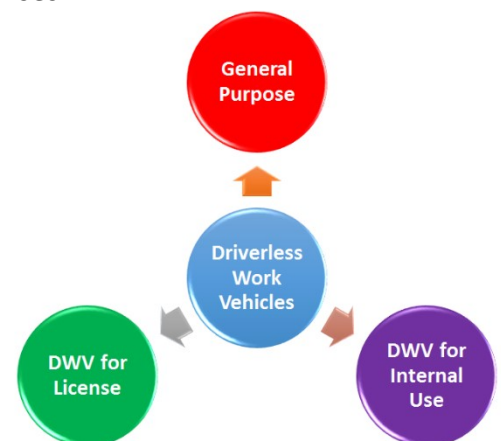 General
Purpose
Driverless
Work
Vehicles
DWV for
License
DWV for
Internal
Use